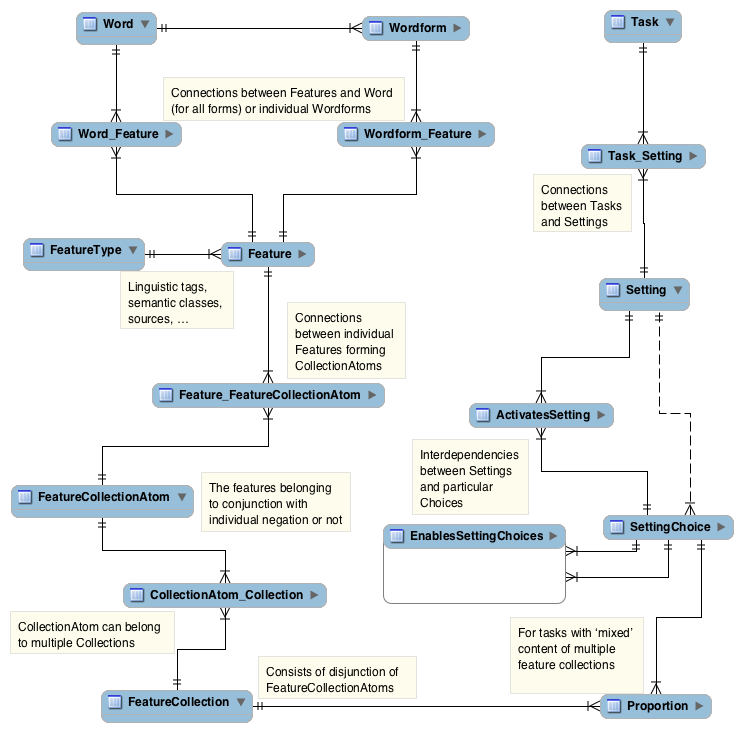 Word
Wordform
Task
Connections between Features and Word
(for all forms) or individual Wordforms
Word_Feature
Wordform_Feature
Task_Setting
Connections
between Tasks
and Settings
FeatureType
Feature
Linguistic tags,
semantic classes,
sources, …
Setting
Connections
between individual
Features forming
CollectionAtoms
Feature_FeatureCollectionAtom
ActivatesSetting
Interdependencies
between Settings
and particular
Choices
FeatureCollectionAtom
The features belonging
to conjunction with
individual negation or not
EnablesSettingChoices
SettingChoice
CollectionAtom_Collection
CollectionAtom can belong
to multiple Collections
For tasks with ‘mixed’
content of multiple
feature collections
Consists of disjunction of
FeatureCollectionAtoms
FeatureCollection
Proportion